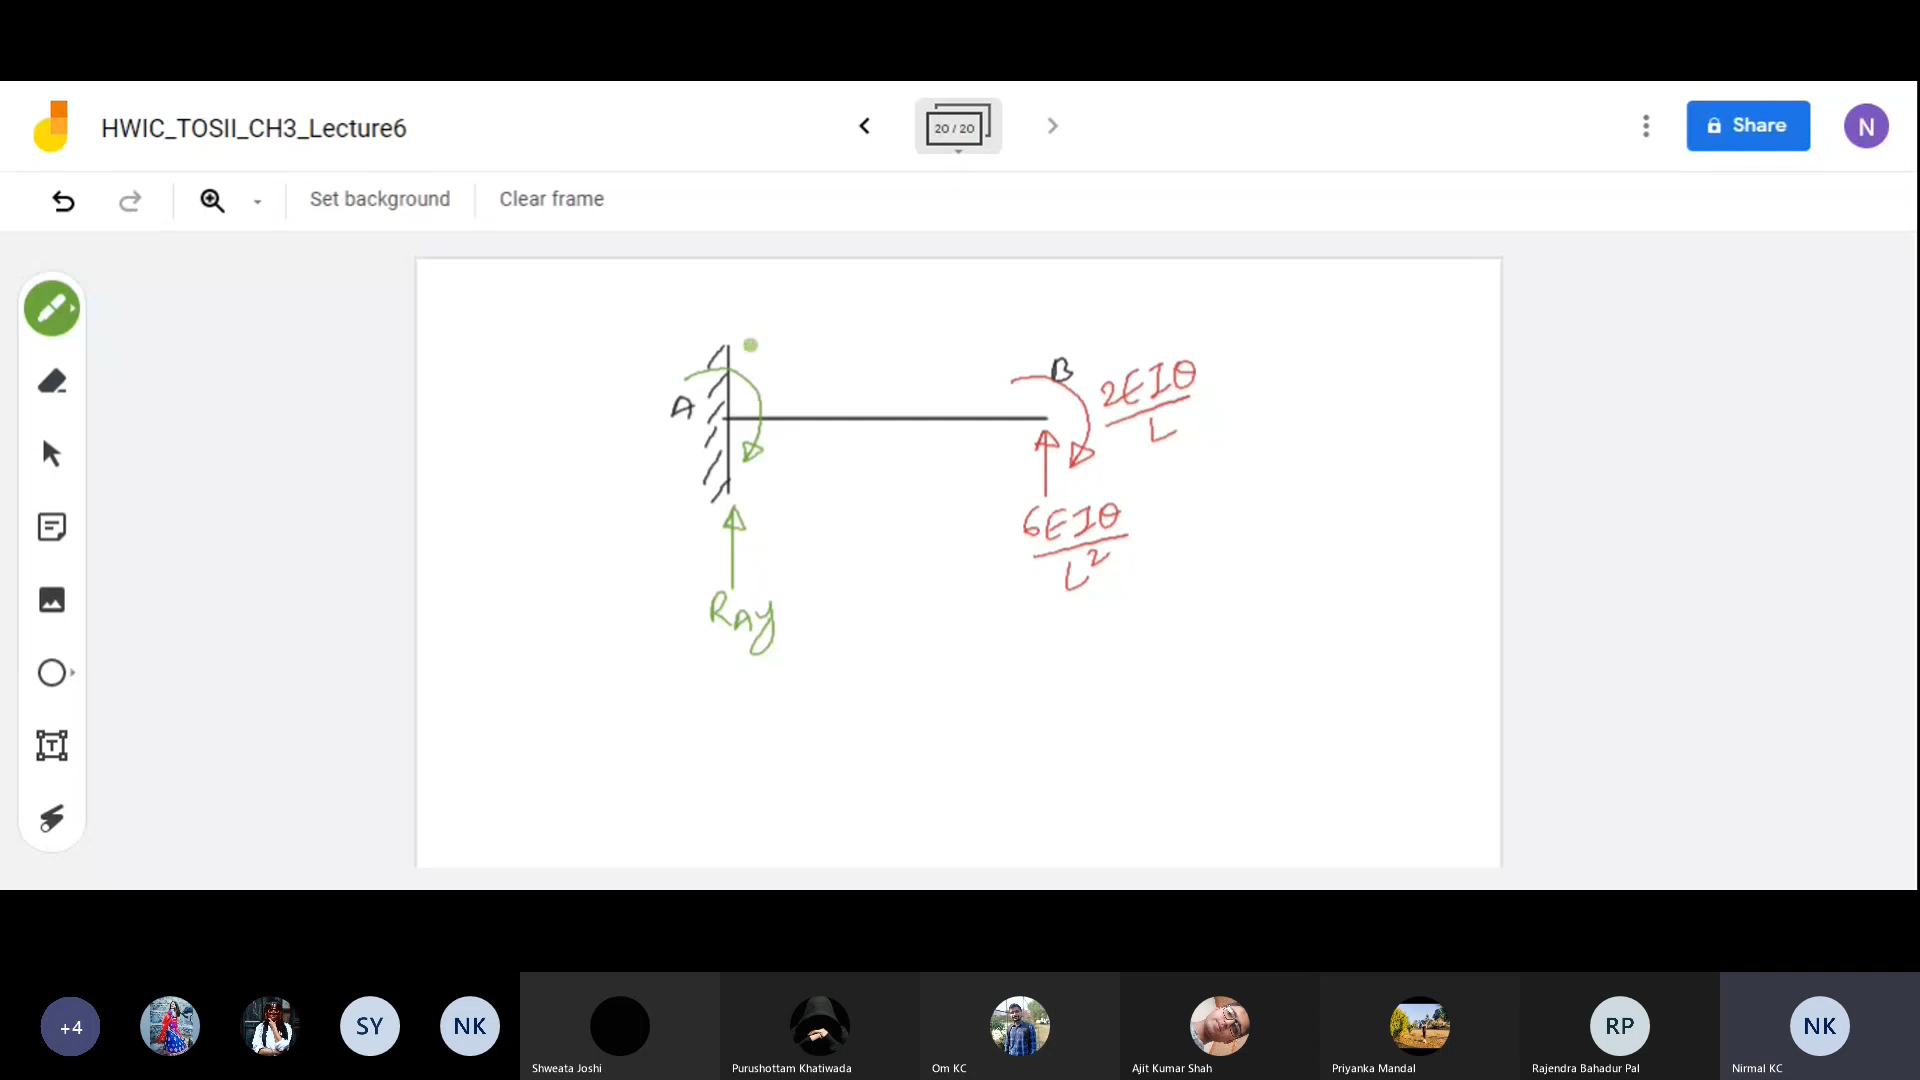 HWIC_TOSII_CH3_Lecture6
20 / 20
Share
N
Set background
Clear frame
A
B
2EIθ
L
6EIθ
L²
RAy
+4
SY
NK
RP
NK
Shweata Joshi
Purushottam Khatiwada
Om KC
Ajit Kumar Shah
Priyanka Mandal
Rajendra Bahadur Pal
Nirmal KC